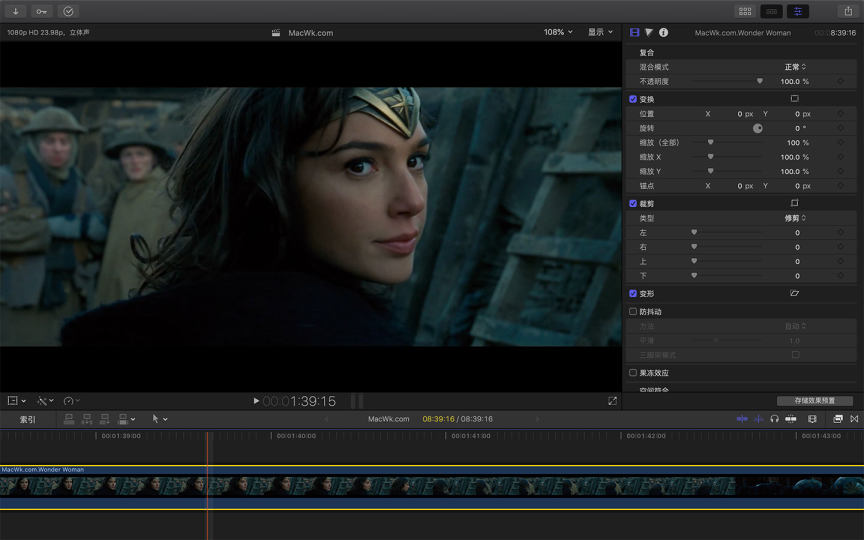 1080p HD 23.98p，立体声
MacWk.com
108%
显示
MacWk.com.Wonder Woman
8:39:16
复合
混合模式
正常
不透明度
100.0 %
变换
位置
X
0 px
Y
0 px
旋转
0 °
缩放（全部）
100 %
缩放 X
100.0 %
缩放 Y
100.0 %
锚点
X
0 px
Y
0 px
裁剪
类型
修剪
左
0
右
0
上
0
下
0
变形
防抖动
方法
自动
平滑
1.0
三脚架模式
果冻效应
空间符合
00:01:39:15
存储效果预置
索引
MacWk.com
08:39:16 / 08:39:16
00:01:39:00
00:01:40:00
00:01:41:00
00:01:42:00
00:01:43:00
MacWk.com.Wonder Woman